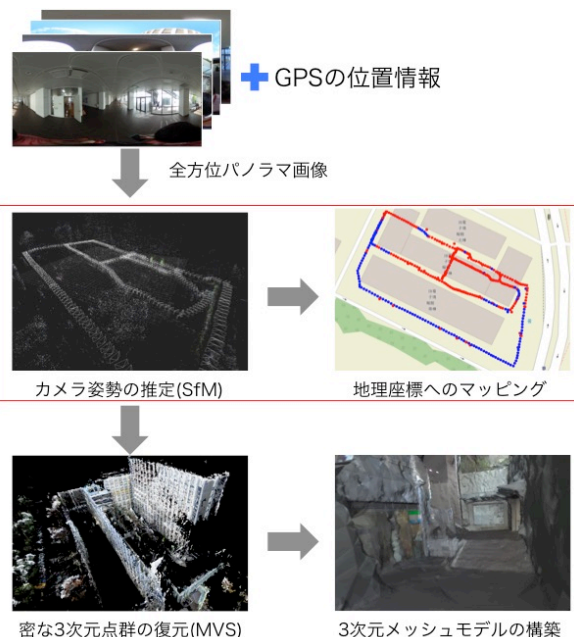 GPSの位置情報
全方位パノラマ画像
カメラ姿勢の推定(SfM)
地理座標へのマッピング
密な3次元点群の復元(MVS)
3次元メッシュモデルの構築